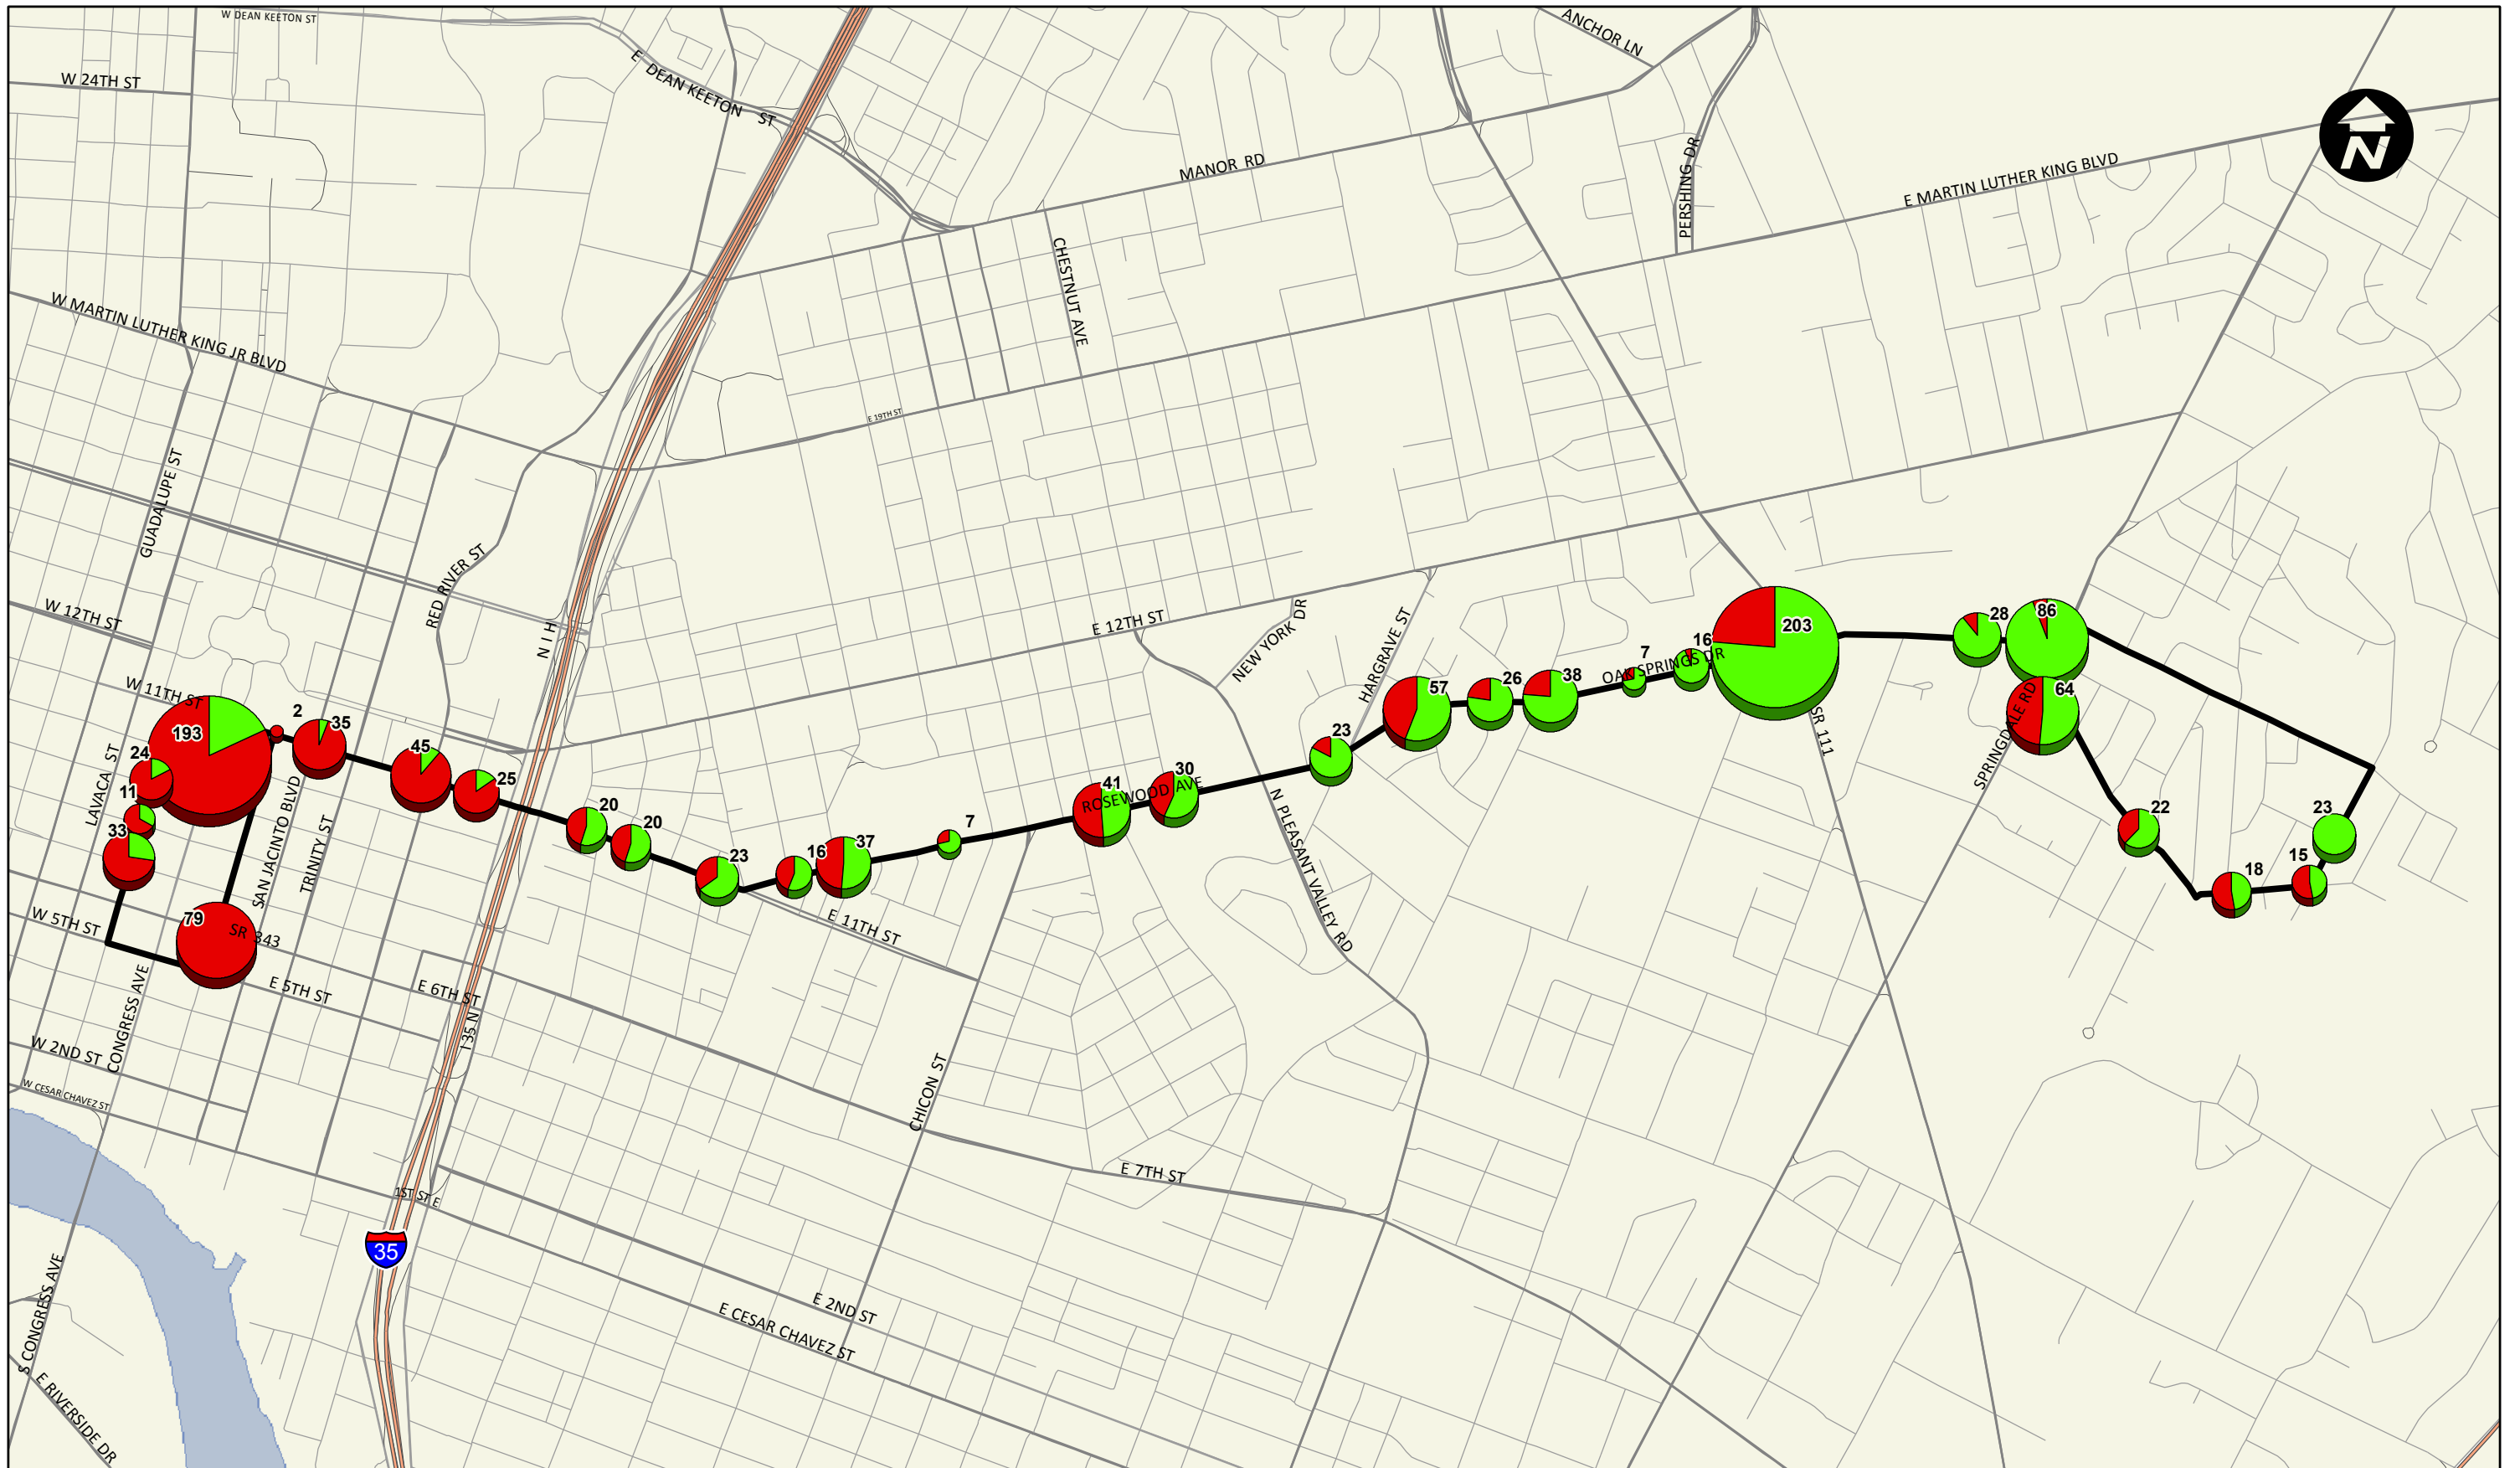 W DEAN KEETON ST
ANCHOR LN
E DEAN KEETON ST
W 24TH ST
N
MANOR RD
PERSHING DR
E MARTIN LUTHER KING BLVD
CHESTNUT AVE
W MARTIN LUTHER KING JR BLVD
E 19TH ST
GUADALUPE ST
RED RIVER ST
W 12TH ST
N I H
E 12TH ST
NEW YORK DR
HARGRAVE ST
OAK SPRINGS DR
203
28
86
7
16
57
26
38
64
SPRINGDALE RD
SR 111
W 11TH ST
193
2
35
45
25
24
11
33
LAVACA ST
SAN JACINTO BLVD
TRINITY ST
20
20
23
16
37
7
41
30
ROSEWOOD AVE
23
N PLEASANT VALLEY RD
22
18
15
23
W 5TH ST
79
SR 343
E 11TH ST
CONGRESS AVE
E 5TH ST
E 6TH ST
I 35 N
W 2ND ST
W CESAR CHAVEZ ST
CHICON ST
E 7TH ST
1ST ST E
35
S CONGRESS AVE
E 2ND ST
E CESAR CHAVEZ ST
E RIVERSIDE DR